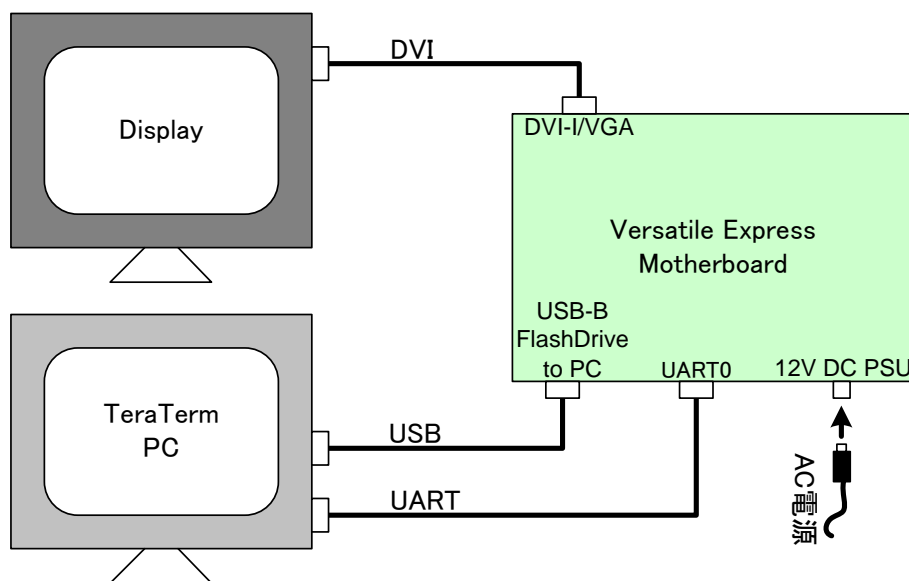 DVI
Display
DVI-I/VGA
Versatile Express
Motherboard
USB-B
FlashDrive
to PC
UART0
12V DC PSU
TeraTerm
PC
USB
UART
AC電源